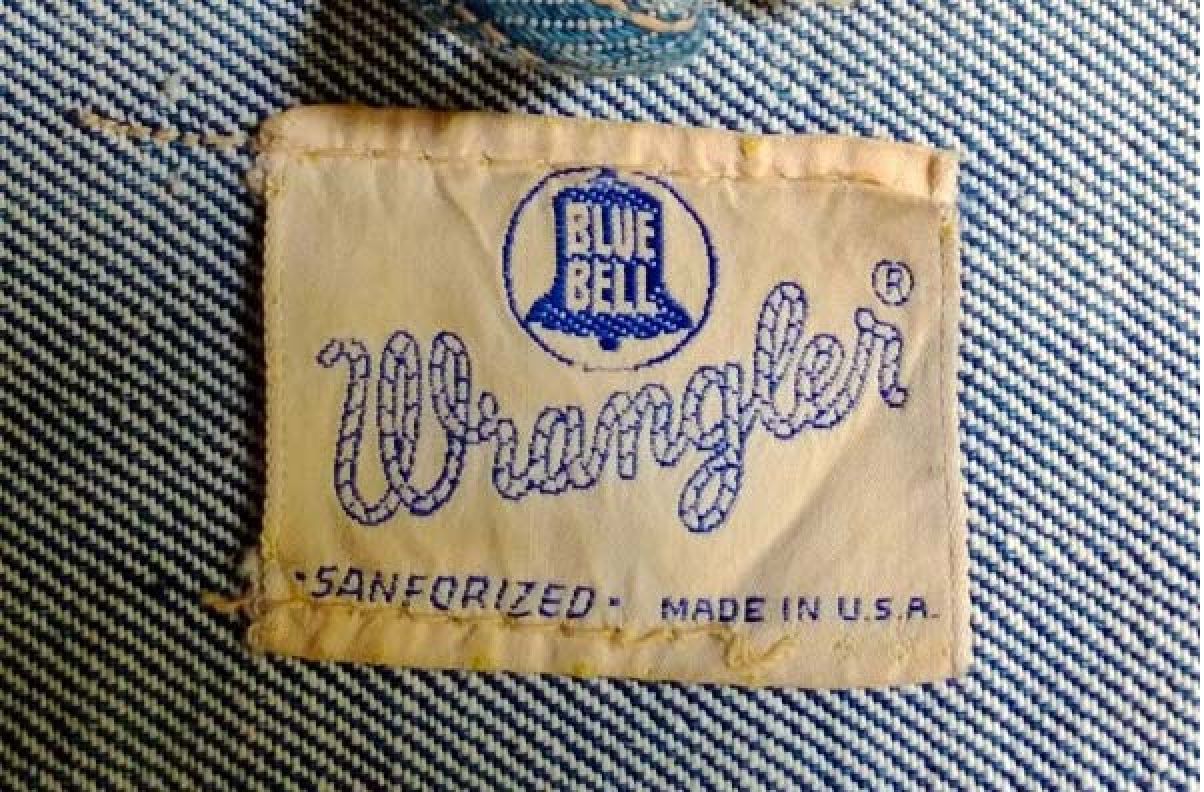 BLUE
BELL
Wrangler®
·SANFORIZED· MADE IN U.S.A.